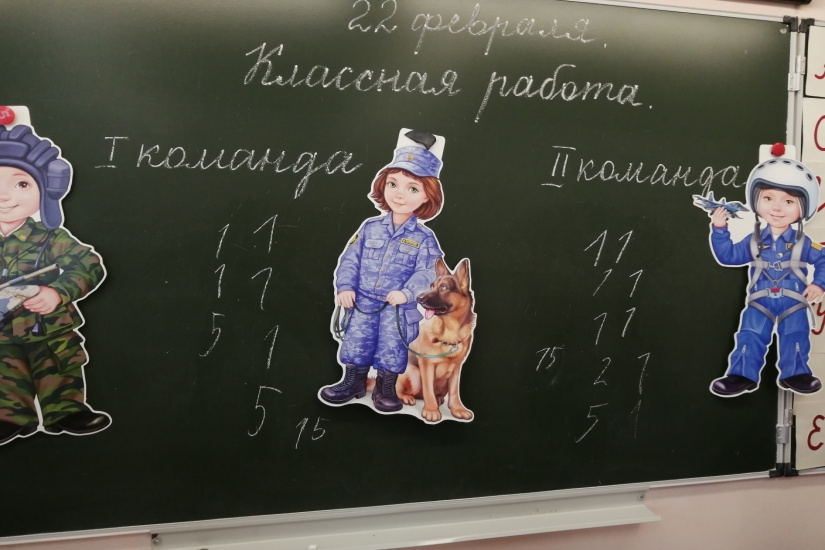 22 февраля.
Классная работа.
I команда
II команда
1 1
1 1
5 1
5 15
1 1
1 1
1 1
15 2 1
5 1